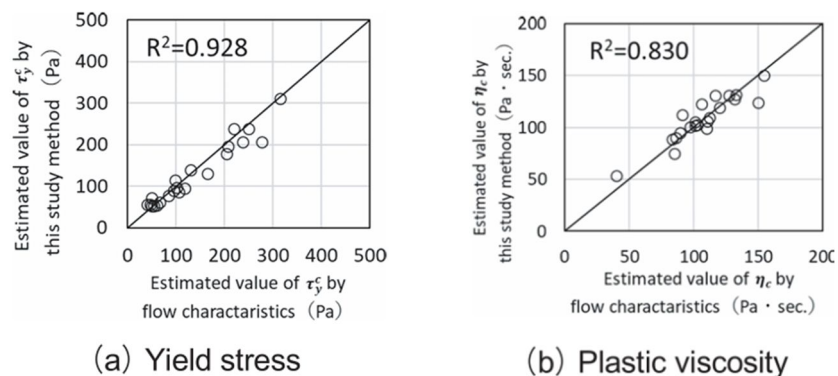 500
400
300
200
100
0
R²=0.928
0 100 200 300 400 500
Estimated value of τ_y^c by
this study method （Pa）
Estimated value of τ_y^c by
flow charactaristics （Pa）
(a) Yield stress
200
150
100
50
0
R²=0.830
0 50 100 150 200
Estimated value of η_c by
this study method （Pa・sec.）
Estimated value of η_c by
flow charactaristics （Pa・sec.）
(b) Plastic viscosity